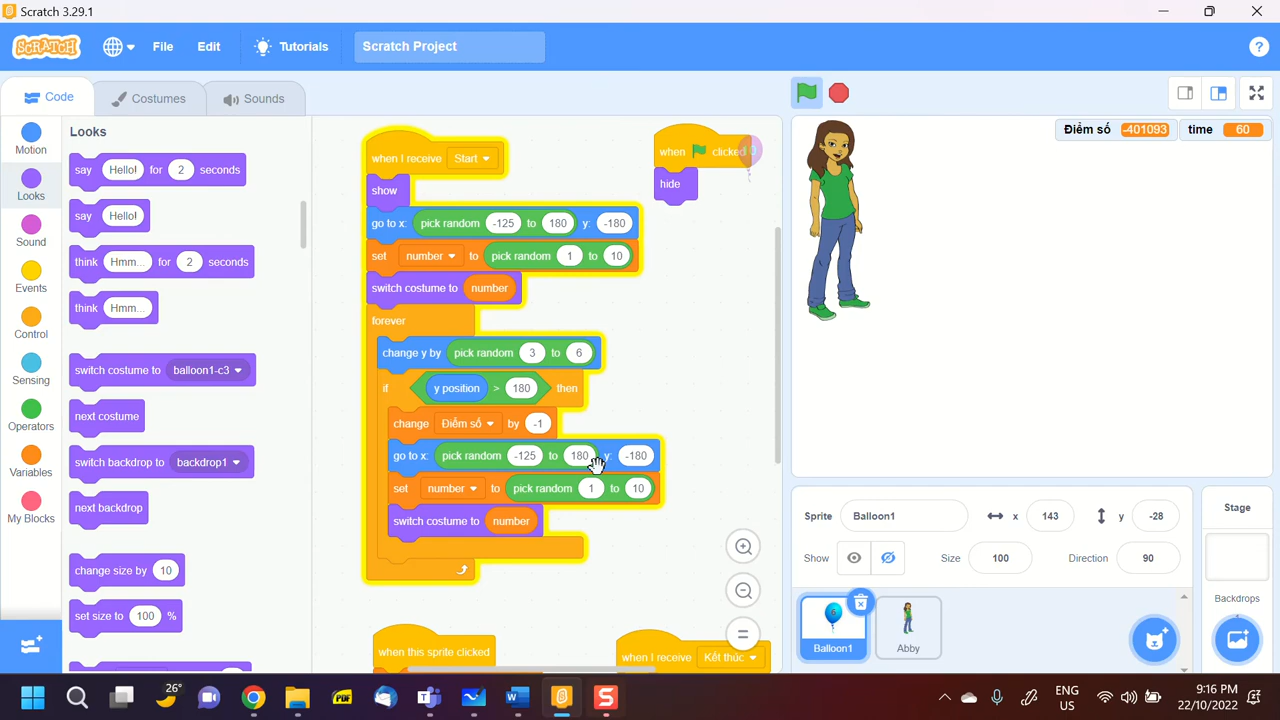 Scratch 3.29.1
SCRATCH
File
Edit
Tutorials
Scratch Project
?
Code
Costumes
Sounds
Motion
Looks
Sound
Events
Control
Sensing
Operators
Variables
My Blocks
Looks
say Hello! for 2 seconds
say Hello!
think Hmm... for 2 seconds
think Hmm...
switch costume to balloon1-c3
next costume
switch backdrop to backdrop1
next backdrop
change size by 10
set size to 100 %
when I receive Start
show
go to x: pick random -125 to 180 y: -180
set number to pick random 1 to 10
switch costume to number
forever
change y by pick random 3 to 6
if y position > 180 then
change Điểm số by -1
go to x: pick random -125 to 180 y: -180
set number to pick random 1 to 10
switch costume to number
when this sprite clicked
when clicked
hide
when I receive Kết thúc
Điểm số -401093
time 60
Sprite Balloon1 x 143 y -28
Show Size 100 Direction 90
6
Balloon1
Abby
Stage
Backdrops
26°
PDF
ENG
US
9:16 PM
22/10/2022